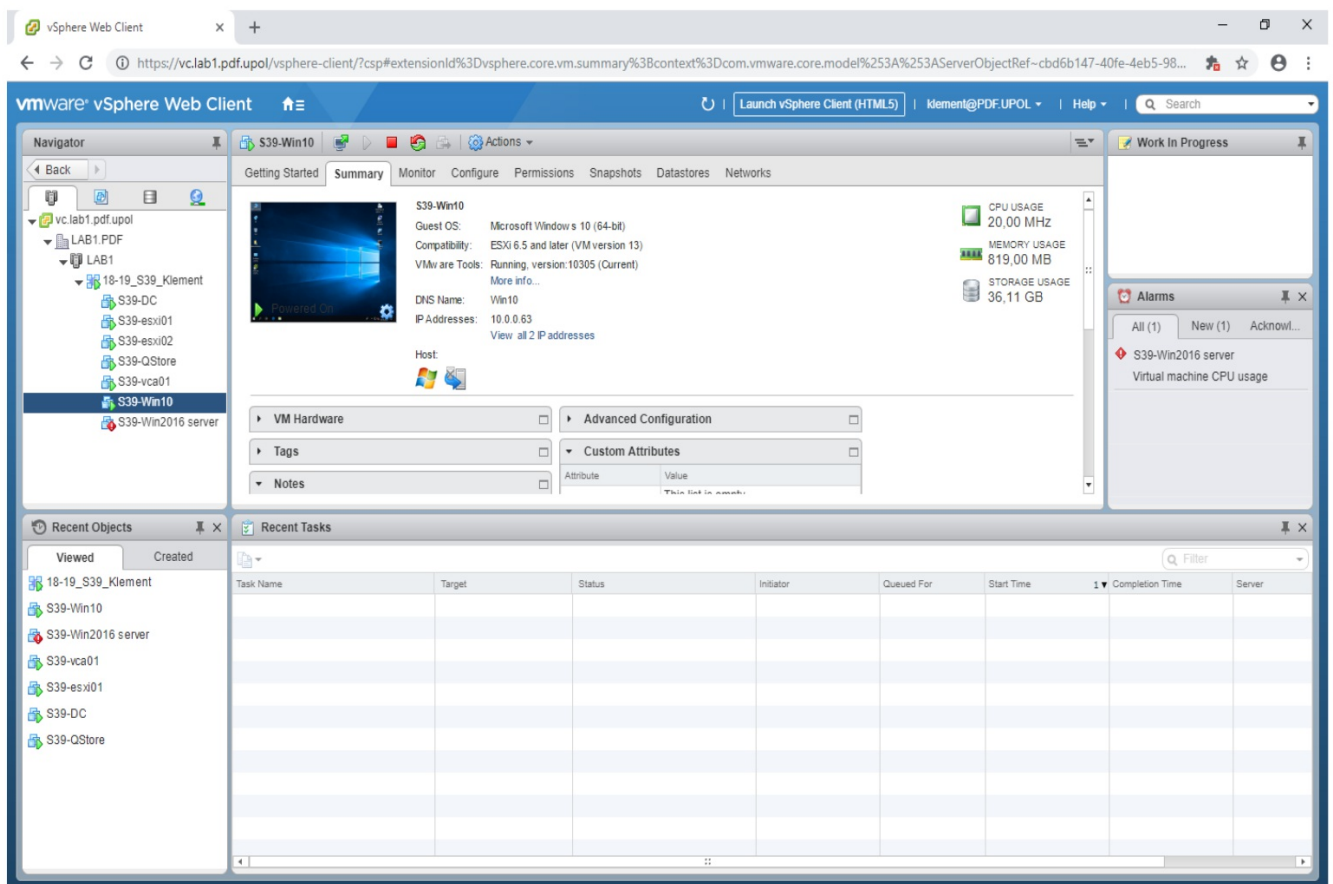 vSphere Web Client
https://vc.lab1.pdf.upol/vsphere-client/?csp#extensionId%3Dvsphere.core.vm.summary%3Bcontext%3Dcom.vmware.core.model%253A%253AServerObjectRef~cbd6b147-40fe-4eb5-98...
vmware® vSphere Web Client
Launch vSphere Client (HTML5)
klement@PDF.UPOL
Help
Search
Navigator
Back
vc.lab1.pdf.upol
LAB1.PDF
LAB1
18-19_S39_Klement
S39-DC
S39-esxi01
S39-esxi02
S39-QStore
S39-vca01
S39-Win10
S39-Win2016 server
S39-Win10
Actions
Getting Started Summary Monitor Configure Permissions Snapshots Datastores Networks
Powered On
S39-Win10
Guest OS: Microsoft Windows 10 (64-bit)
Compatibility: ESXi 6.5 and later (VM version 13)
VMware Tools: Running, version:10305 (Current)
More info...
DNS Name: Win10
IP Addresses: 10.0.0.63
View all 2 IP addresses
Host:
CPU USAGE
20,00 MHz
MEMORY USAGE
819,00 MB
STORAGE USAGE
36,11 GB
VM Hardware
Tags
Notes
Advanced Configuration
Custom Attributes
Attribute Value
This list is empty.
Work In Progress
Alarms
All (1) New (1) Acknowl...
S39-Win2016 server
Virtual machine CPU usage
Recent Objects
Viewed Created
18-19_S39_Klement
S39-Win10
S39-Win2016 server
S39-vca01
S39-esxi01
S39-DC
S39-QStore
Recent Tasks
Filter
Task Name Target Status Initiator Queued For Start Time 1 Completion Time Server